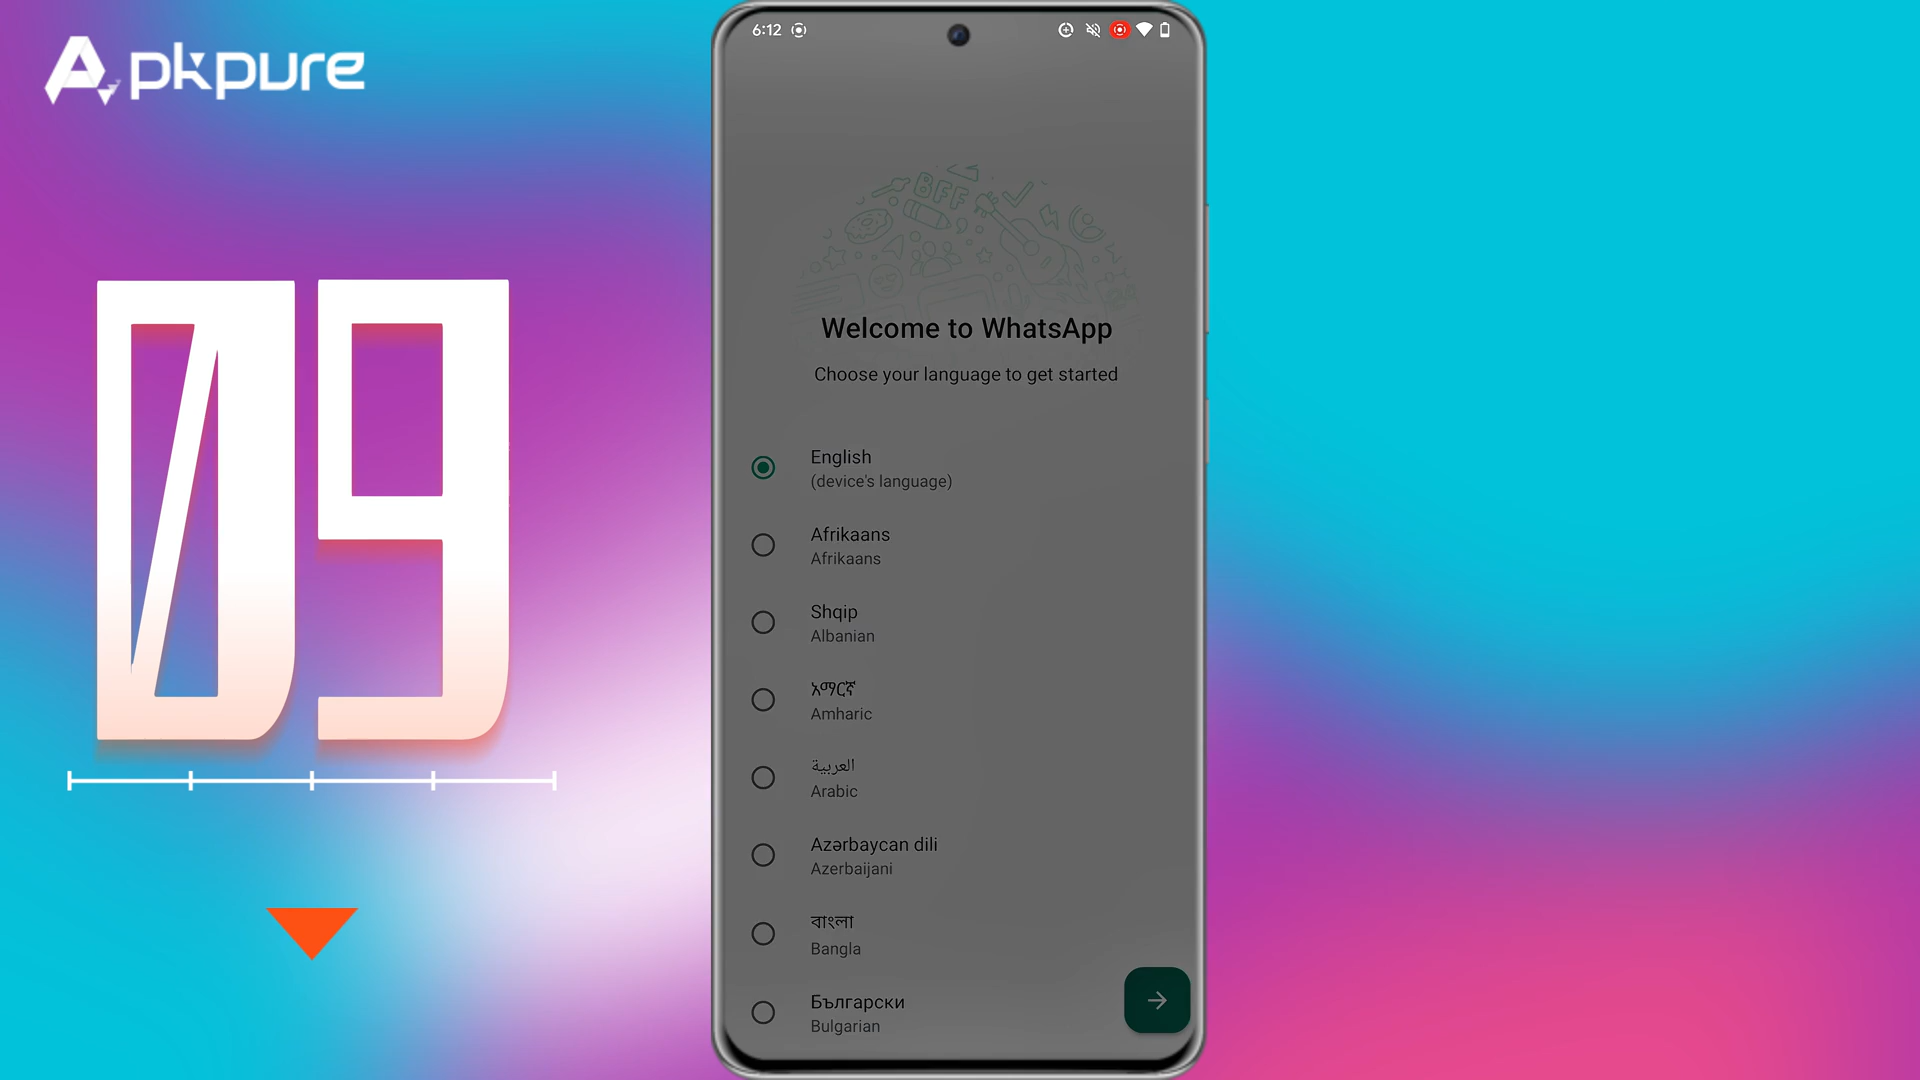 Apkpure
09
6:12
BFF
Welcome to WhatsApp
Choose your language to get started
English
(device's language)
Afrikaans
Afrikaans
Shqip
Albanian
አማርኛ
Amharic
العربية
Arabic
Azərbaycan dili
Azerbaijani
বাংলা
Bangla
Български
Bulgarian